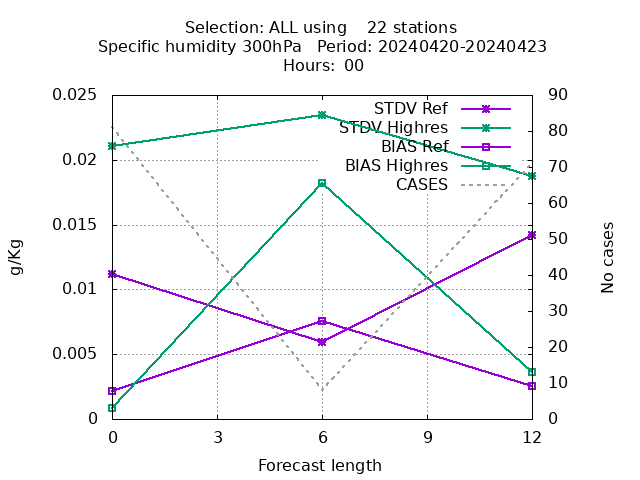 Selection: ALL using    22 stations
Specific humidity 300hPa   Period: 20240420-20240423
Hours:  00
0.025
0.02
0.015
0.01
0.005
0
90
80
70
60
50
40
30
20
10
0
0
3
6
9
12
g/Kg
No cases
Forecast length
STDV Ref
STDV Highres
BIAS Ref
BIAS Highres
CASES